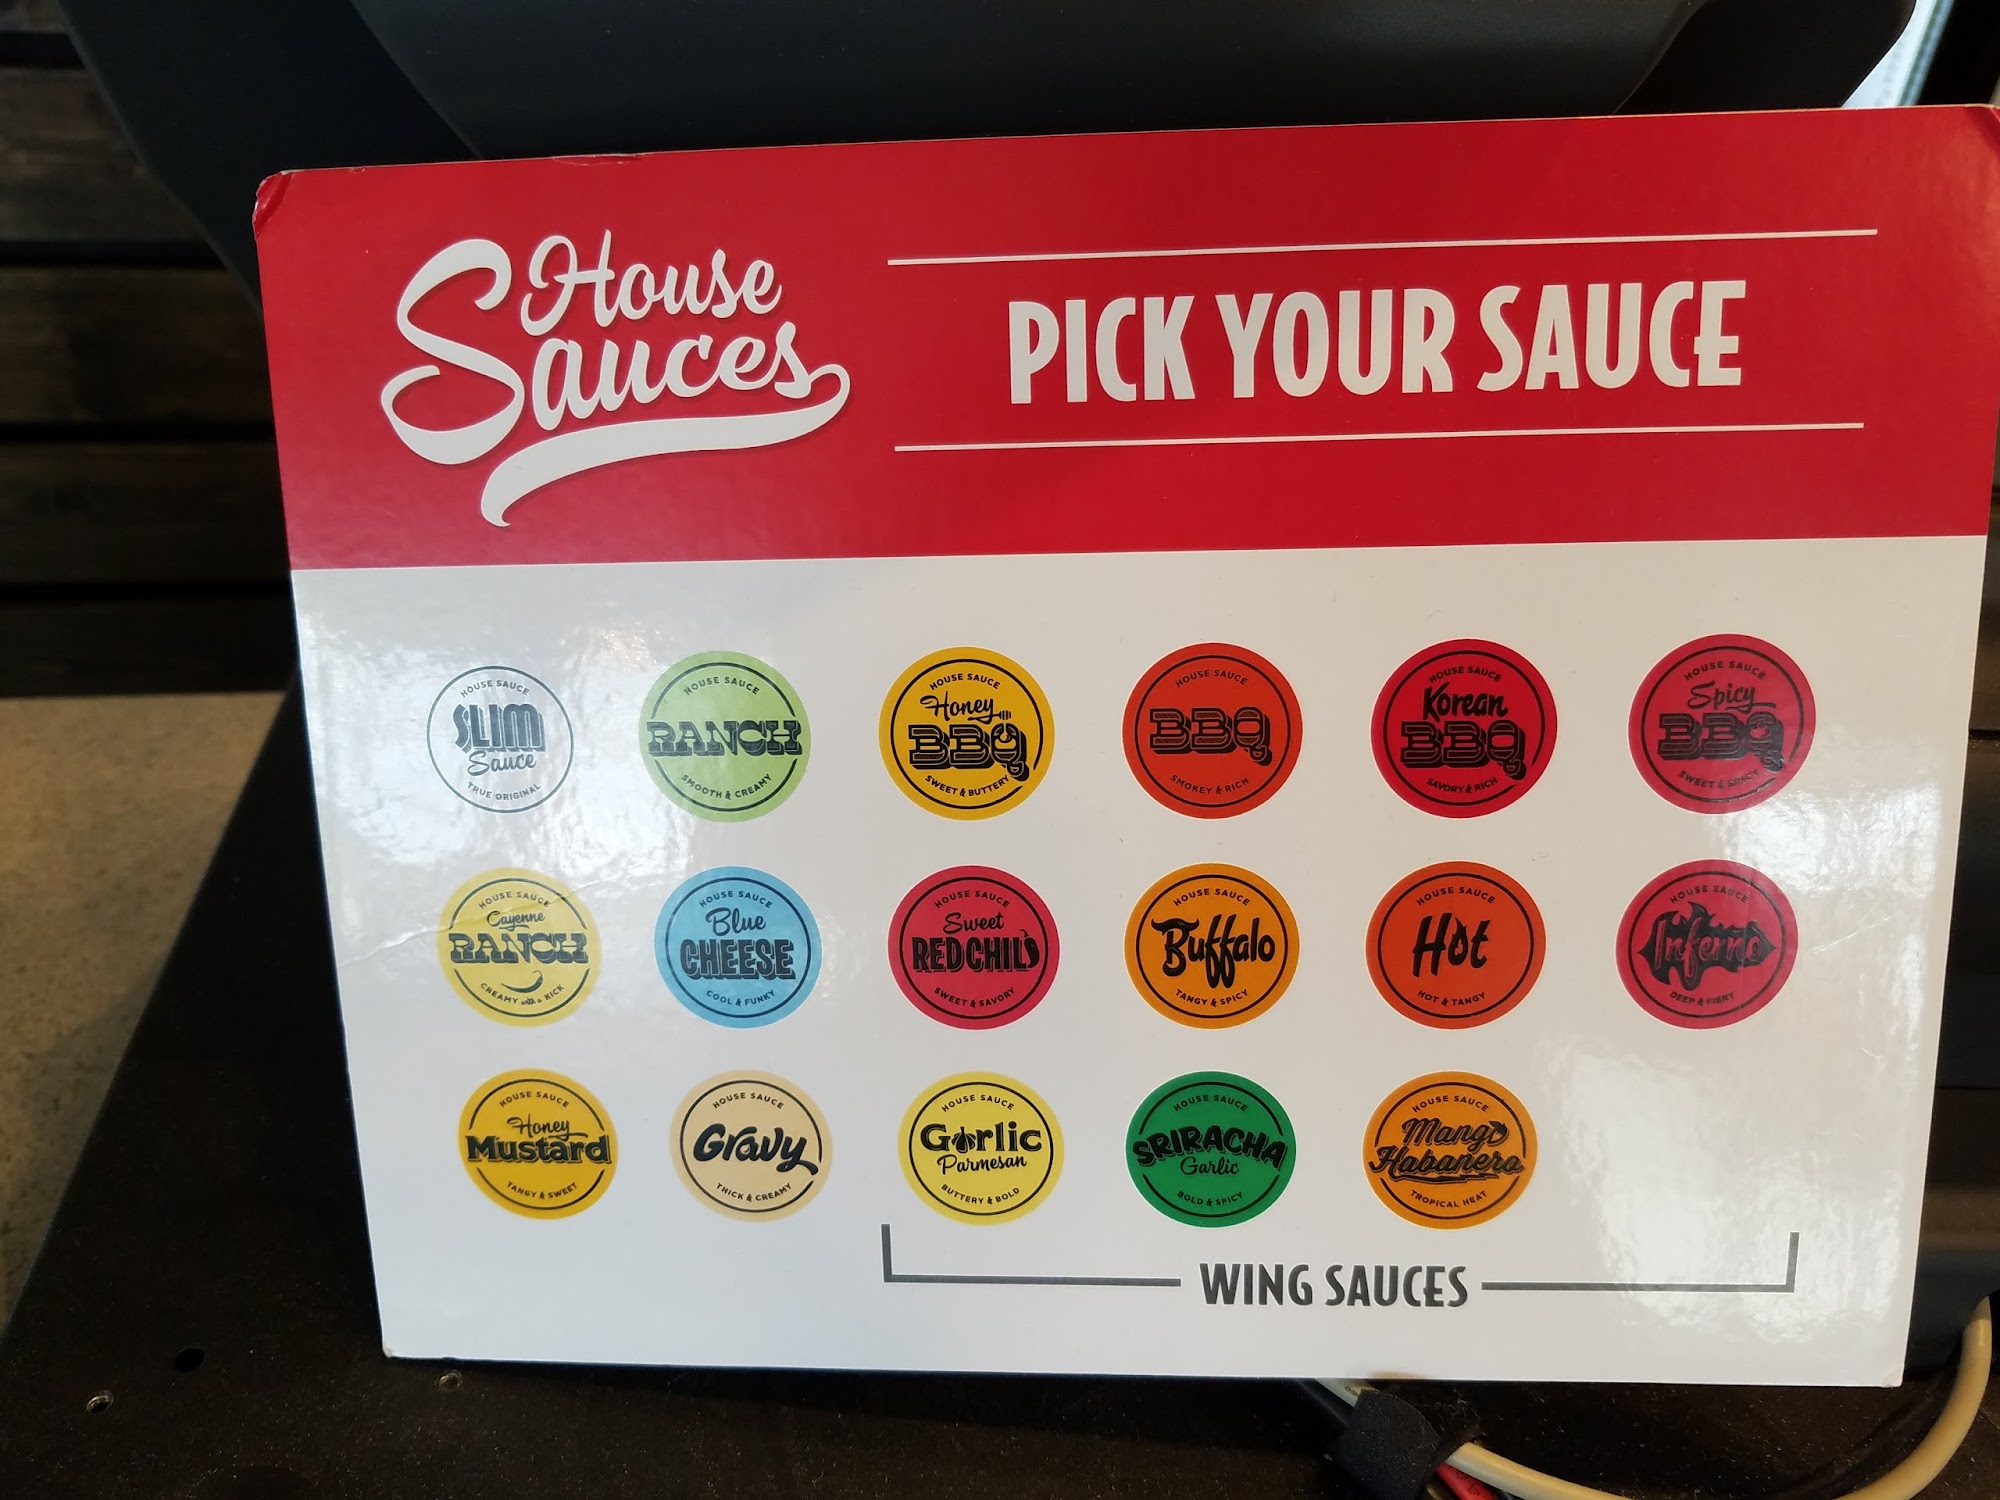 House
Sauces
PICK YOUR SAUCE
HOUSE SAUCE
SLIM
Sauce
TRUE ORIGINAL
HOUSE SAUCE
RANCH
SMOOTH & CREAMY
HOUSE SAUCE
Honey
BBQ
SWEET & BUTTERY
HOUSE SAUCE
BBQ
SMOKEY & RICH
HOUSE SAUCE
Korean
BBQ
SAVORY & RICH
HOUSE SAUCE
Spicy
BBQ
SWEET & SPICY
HOUSE SAUCE
Cayenne
RANCH
CREAMY with a KICK
HOUSE SAUCE
Blue
CHEESE
COOL & FUNKY
HOUSE SAUCE
Sweet
RED CHILI
SWEET & SAVORY
HOUSE SAUCE
Buffalo
TANGY & SPICY
HOUSE SAUCE
Hot
HOT & TANGY
HOUSE SAUCE
Inferno
DEEP & FIERY
HOUSE SAUCE
Honey
Mustard
TANGY & SWEET
HOUSE SAUCE
Gravy
THICK & CREAMY
HOUSE SAUCE
Garlic
Parmesan
BUTTERY & BOLD
HOUSE SAUCE
SRIRACHA
Garlic
BOLD & SPICY
HOUSE SAUCE
Mango
Habanero
TROPICAL HEAT
WING SAUCES